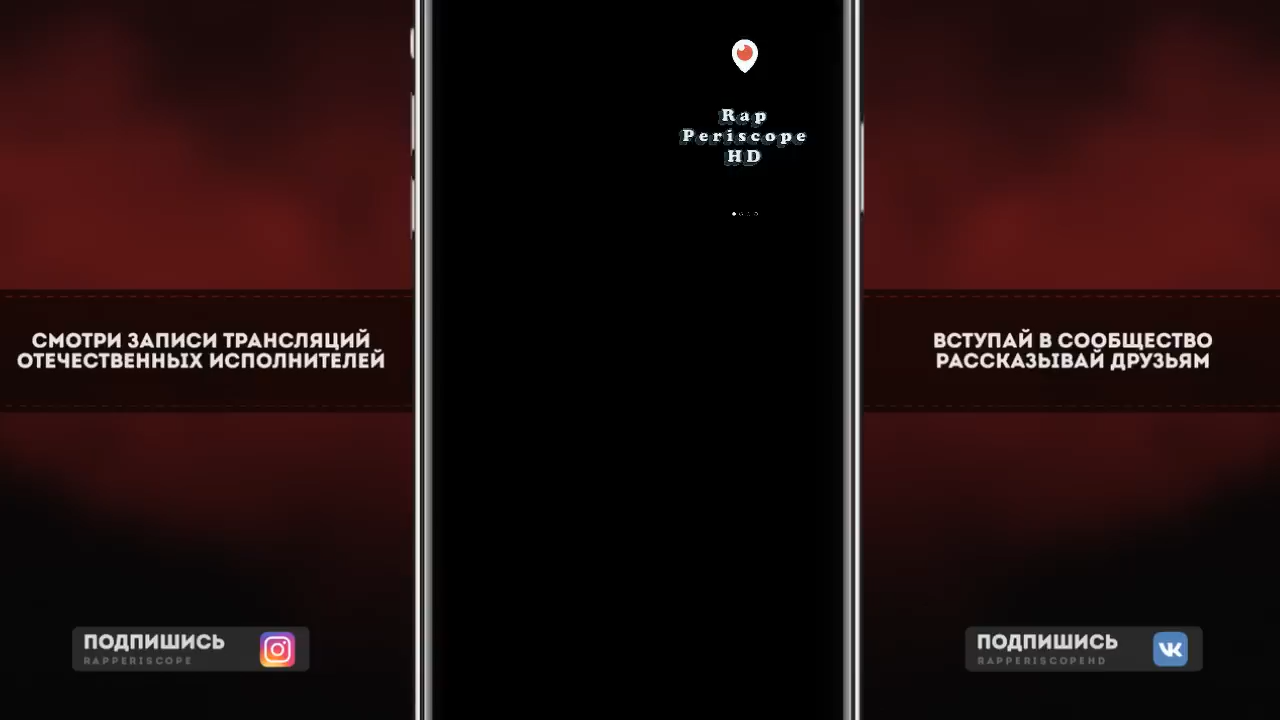 Rap
Periscope
HD
СМОТРИ ЗАПИСИ ТРАНСЛЯЦИЙ
ОТЕЧЕСТВЕННЫХ ИСПОЛНИТЕЛЕЙ
ВСТУПАЙ В СООБЩЕСТВО
РАССКАЗЫВАЙ ДРУЗЬЯМ
ПОДПИШИСЬ
RAPPERISCOPE
ПОДПИШИСЬ
RAPPERISCOPEHD